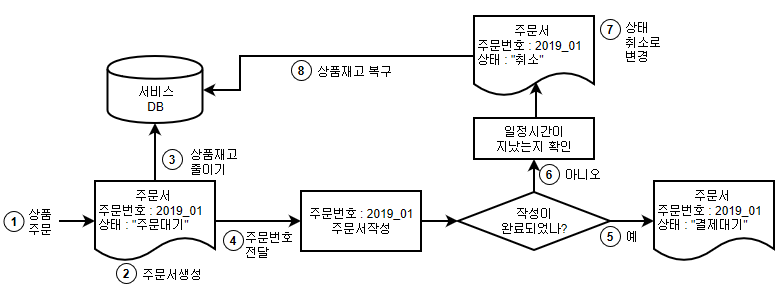 ① 상품
주문
주문서
주문번호 : 2019_01
상태 : "주문대기"
② 주문서생성
③ 상품재고
줄이기
서비스
DB
④ 주문번호
전달
주문번호 : 2019_01
주문서작성
작성이
완료되었나?
⑤ 예
주문서
주문번호 : 2019_01
상태 : "결제대기"
⑥ 아니오
일정시간이
지났는지 확인
주문서
주문번호 : 2019_01
상태 : "취소"
⑦ 상태
취소로
변경
⑧ 상품재고 복구